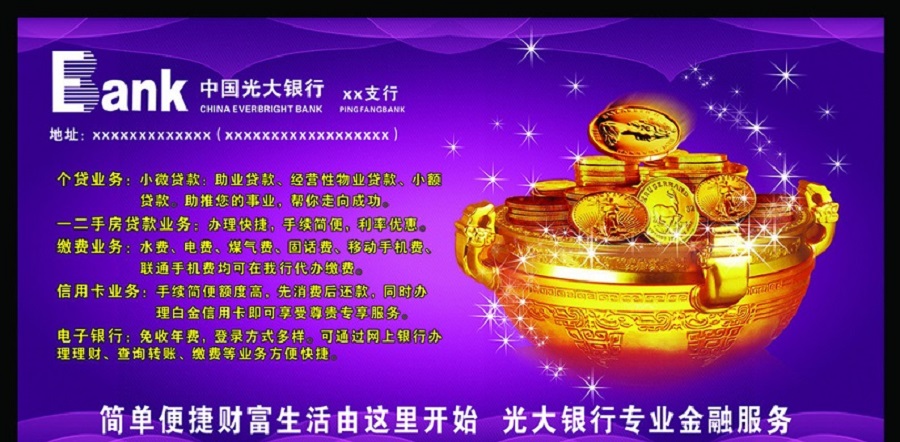 Bank 中国光大银行 xx支行
CHINA EVERBRIGHT BANK PINGFANGBANK
地址：xxxxxxxxxxxxx（xxxxxxxxxxxxxxxxxx）
个贷业务：小微贷款：助业贷款、经营性物业贷款、小额
贷款。助推您的事业，帮你走向成功。
一二手房贷款业务：办理快捷，手续简便，利率优惠。
缴费业务：水费、电费、煤气费、固话费、移动手机费、
联通手机费均可在我行代办缴费。
信用卡业务：手续简便额度高，先消费后还款，同时办
理白金信用卡即可享受尊贵专享服务。
电子银行：免收年费，登录方式多样。可通过网上银行办
理理财、查询转账、缴费等业务方便快捷。
简单便捷财富生活由这里开始 光大银行专业金融服务